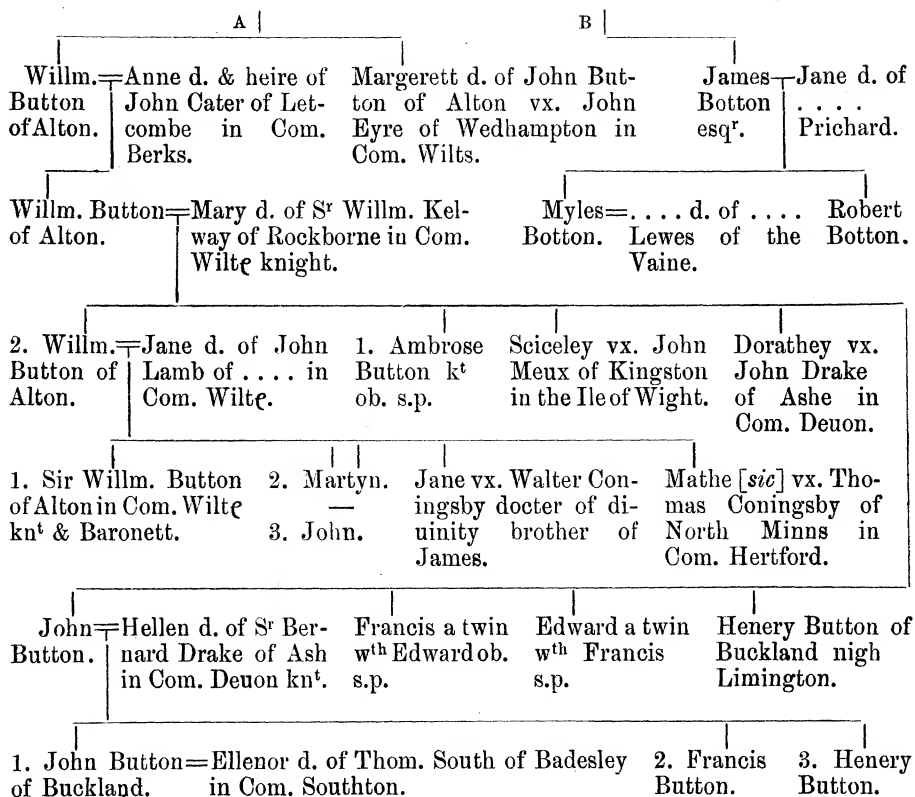 A B
Willm.
Button
of Alton.
Anne d. & heire of
John Cater of Let-
combe in Com.
Berks.
Margerett d. of John But-
ton of Alton vx. John
Eyre of Wedhampton in
Com. Wilts.
James
Botton
esqʳ.
Jane d. of
. . . .
Prichard.
Willm. Button
of Alton.
Mary d. of Sʳ Willm. Kel-
way of Rockborne in Com.
Wiltꝭ knight.
Myles
Botton.
= . . . . d. of . . . .
Lewes of the
Vaine.
Robert
Botton.
2. Willm.
Button of
Alton.
Jane d. of John
Lamb of . . . . in
Com. Wiltꝭ.
1. Ambrose
Button kᵗ
ob. s.p.
Sciceley vx. John
Meux of Kingston
in the Ile of Wight.
Dorathey vx.
John Drake
of Ashe in
Com. Deuon.
1. Sir Willm. Button
of Alton in Com. Wiltꝭ
knᵗ & Baronett.
2. Martyn.
—
3. John.
Jane vx. Walter Con-
ingsby docter of di-
uinity brother of
James.
Mathe [sic] vx. Tho-
mas Coningsby of
North Minns in
Com. Hertford.
John
Button.
Hellen d. of Sʳ Ber-
nard Drake of Ash
in Com. Deuon knᵗ.
Francis a twin
wᵗʰ Edward ob.
s.p.
Edward a twin
wᵗʰ Francis
s.p.
Henery Button of
Buckland nigh
Limington.
1. John Button
of Buckland.
= Ellenor d. of Thom. South of Badesley
in Com. Southton.
2. Francis
Button.
3. Henery
Button.